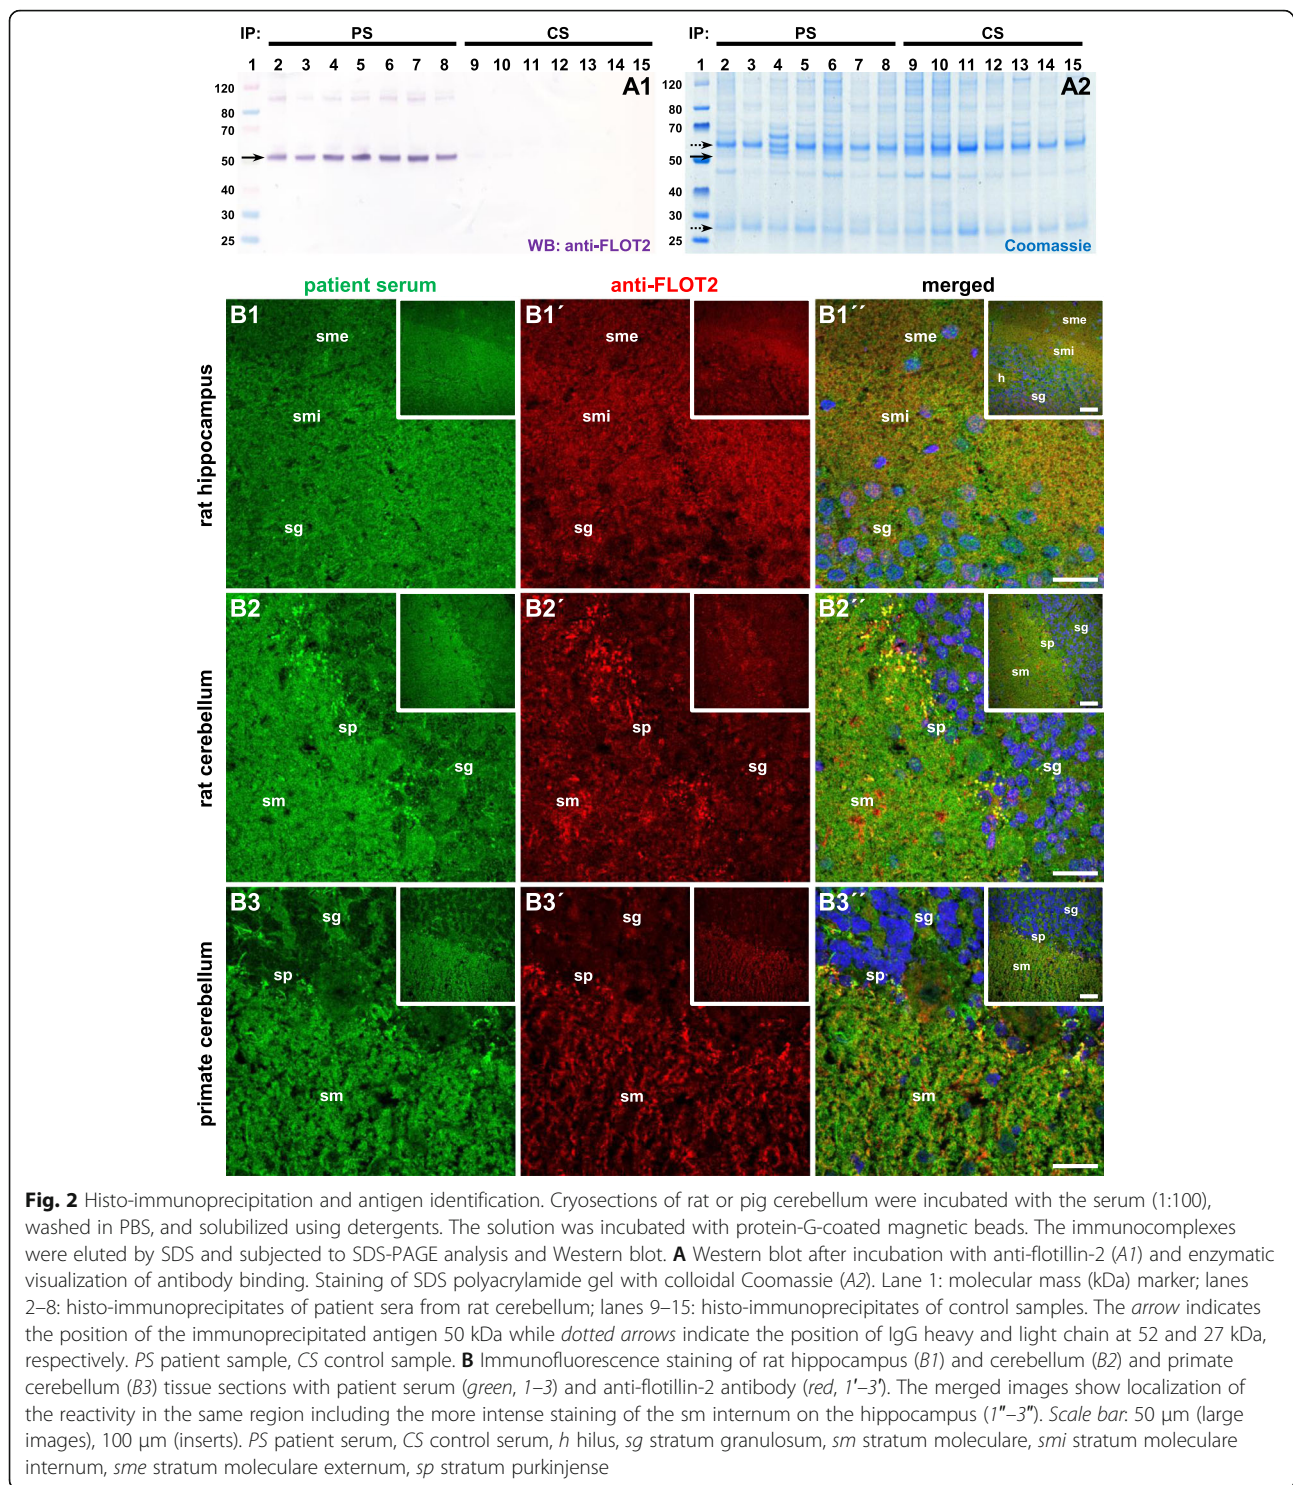 IP: PS CS
1 2 3 4 5 6 7 8 9 10 11 12 13 14 15
A1
120
80
70
50
40
30
25
WB: anti-FLOT2
IP: PS CS
1 2 3 4 5 6 7 8 9 10 11 12 13 14 15
A2
120
80
70
50
40
30
25
Coomassie
patient serum anti-FLOT2 merged
rat hippocampus
B1
sme
smi
sg
B1´
sme
smi
sg
B1´´
sme
smi
sg
sme
smi
h
sg
rat cerebellum
B2
sp
sg
sm
B2´
sp
sg
sm
B2´´
sp
sg
sm
sg
sp
sm
primate cerebellum
B3
sg
sp
sm
B3´
sg
sp
sm
B3´´
sg
sp
sm
sg
sp
sm
Fig. 2 Histo-immunoprecipitation and antigen identification. Cryosections of rat or pig cerebellum were incubated with the serum (1:100),
washed in PBS, and solubilized using detergents. The solution was incubated with protein-G-coated magnetic beads. The immunocomplexes
were eluted by SDS and subjected to SDS-PAGE analysis and Western blot. A Western blot after incubation with anti-flotillin-2 (A1) and enzymatic
visualization of antibody binding. Staining of SDS polyacrylamide gel with colloidal Coomassie (A2). Lane 1: molecular mass (kDa) marker; lanes
2–8: histo-immunoprecipitates of patient sera from rat cerebellum; lanes 9–15: histo-immunoprecipitates of control samples. The arrow indicates
the position of the immunoprecipitated antigen 50 kDa while dotted arrows indicate the position of IgG heavy and light chain at 52 and 27 kDa,
respectively. PS patient sample, CS control sample. B Immunofluorescence staining of rat hippocampus (B1) and cerebellum (B2) and primate
cerebellum (B3) tissue sections with patient serum (green, 1–3) and anti-flotillin-2 antibody (red, 1′–3′). The merged images show localization of
the reactivity in the same region including the more intense staining of the sm internum on the hippocampus (1″–3″). Scale bar: 50 μm (large
images), 100 μm (inserts). PS patient serum, CS control serum, h hilus, sg stratum granulosum, sm stratum moleculare, smi stratum moleculare
internum, sme stratum moleculare externum, sp stratum purkinjense